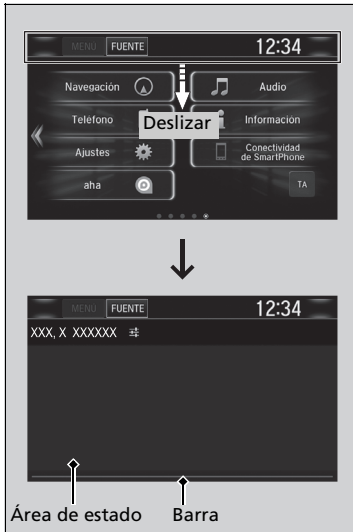 MENÚ FUENTE 12:34
Navegación Audio
Teléfono Información
Deslizar
Ajustes Conectividad
de SmartPhone
aha TA
MENÚ FUENTE 12:34
XXX, X XXXXXX
Área de estado Barra